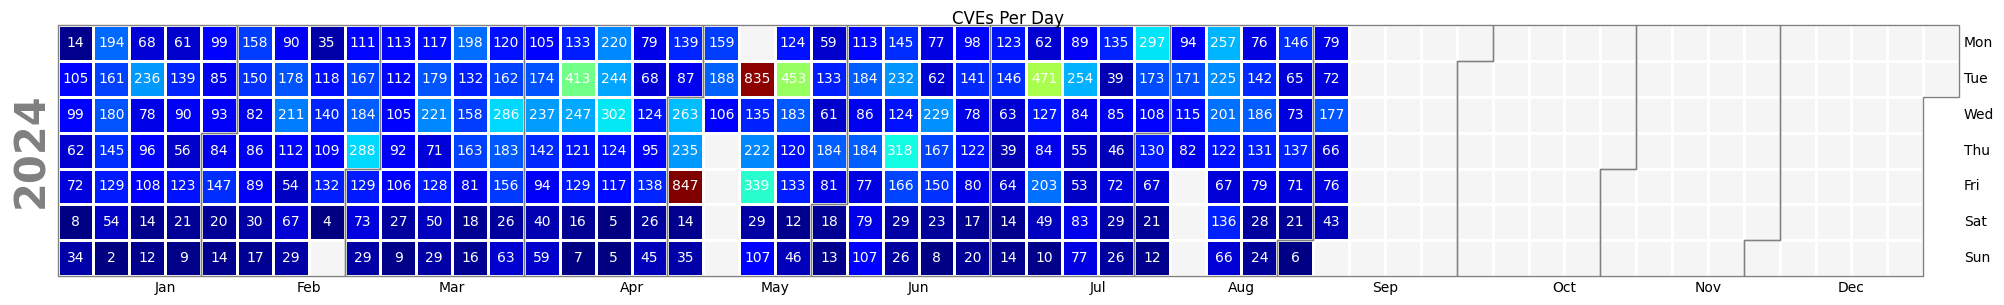 CVEs Per Day
14 194 68 61 99 158 90 35 111 113 117 198 120 105 133 220 79 139 159 124 59 113 145 77 98 123 62 89 135 297 94 257 76 146 79 Mon
105 161 236 139 85 150 178 118 167 112 179 132 162 174 413 244 68 87 188 835 453 133 184 232 62 141 146 471 254 39 173 171 225 142 65 72 Tue
99 180 78 90 93 82 211 140 184 105 221 158 286 237 247 302 124 263 106 135 183 61 86 124 229 78 63 127 84 85 108 115 201 186 73 177 Wed
62 145 96 56 84 86 112 109 288 92 71 163 183 142 121 124 95 235 222 120 184 184 318 167 122 39 84 55 46 130 82 122 131 137 66 Thu
72 129 108 123 147 89 54 132 129 106 128 81 156 94 129 117 138 847 339 133 81 77 166 150 80 64 203 53 72 67 67 79 71 76 Fri
8 54 14 21 20 30 67 4 73 27 50 18 26 40 16 5 26 14 29 12 18 79 29 23 17 14 49 83 29 21 136 28 21 43 Sat
34 2 12 9 14 17 29 29 9 29 16 63 59 7 5 45 35 107 46 13 107 26 8 20 14 10 77 26 12 66 24 6 Sun
2024
Jan Feb Mar Apr May Jun Jul Aug Sep Oct Nov Dec